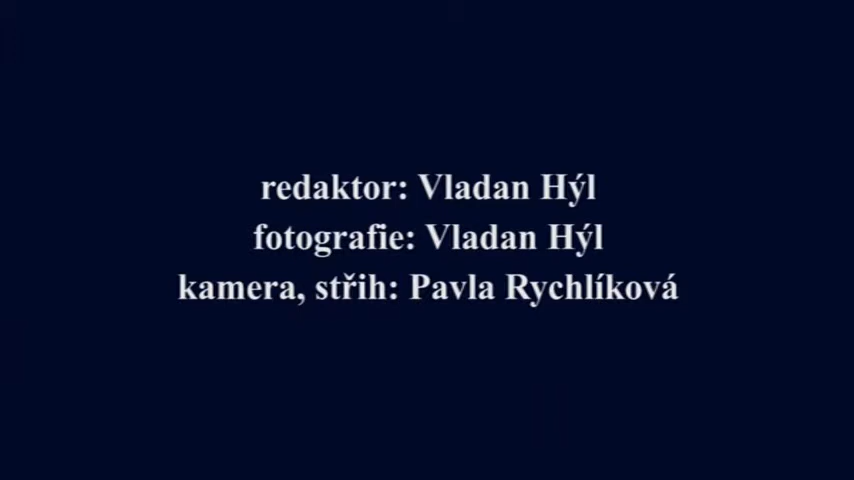 redaktor: Vladan Hýl
fotografie: Vladan Hýl
kamera, střih: Pavla Rychlíková